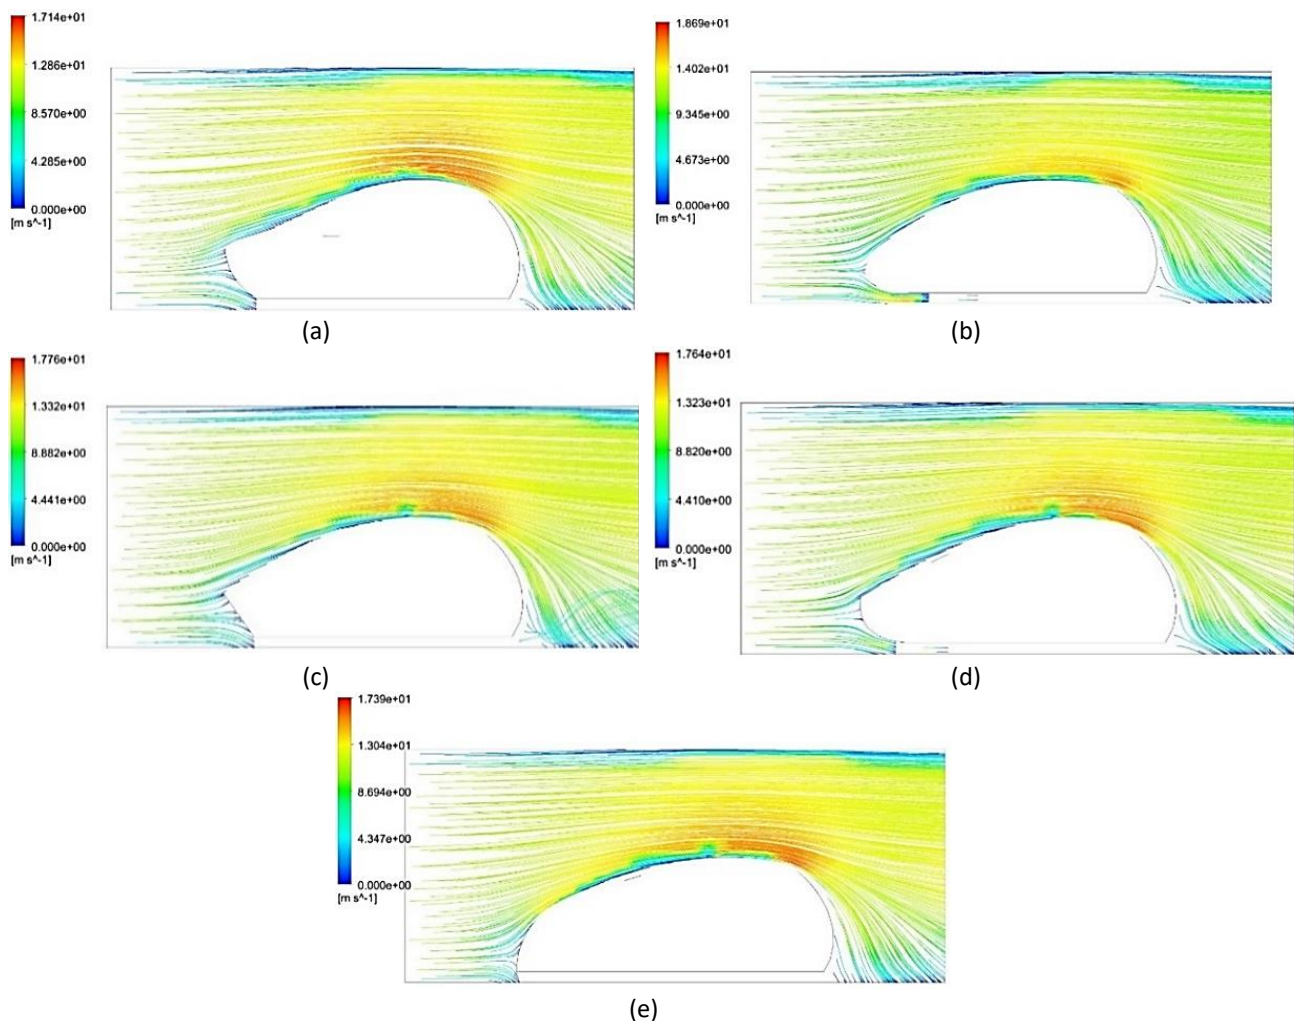 1.714e+01
1.286e+01
8.570e+00
4.285e+00
0.000e+00
[m s^-1]
(a)
1.869e+01
1.402e+01
9.345e+00
4.673e+00
0.000e+00
[m s^-1]
(b)
1.776e+01
1.332e+01
8.882e+00
4.441e+00
0.000e+00
[m s^-1]
(c)
1.764e+01
1.323e+01
8.820e+00
4.410e+00
0.000e+00
[m s^-1]
(d)
1.739e+01
1.304e+01
8.694e+00
4.347e+00
0.000e+00
[m s^-1]
(e)